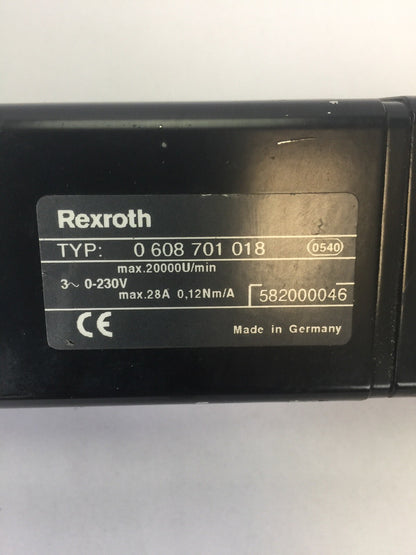 Rexroth
TYP: 0 608 701 018 0540
max.20000U/min
3~ 0-230V
max.28A 0,12Nm/A 582000046
CE Made in Germany